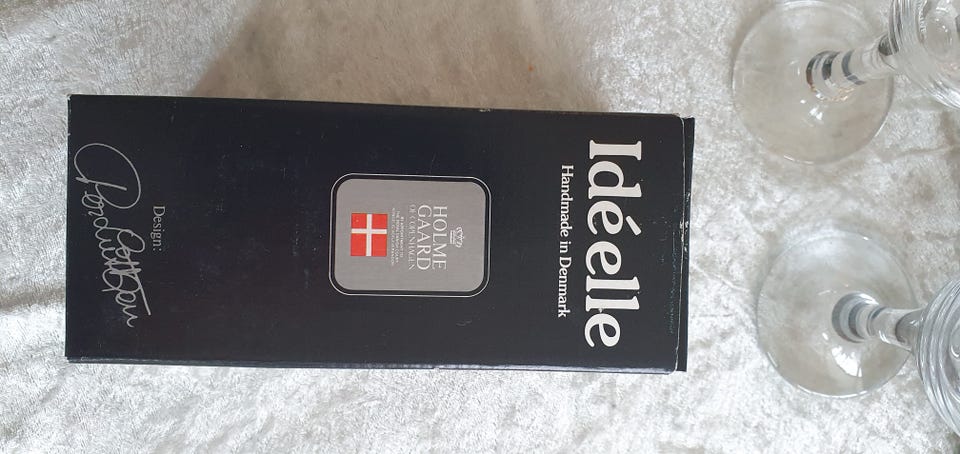 Idéelle
Handmade in Denmark
HOLME
GAARD
OF COPENHAGEN
Design: